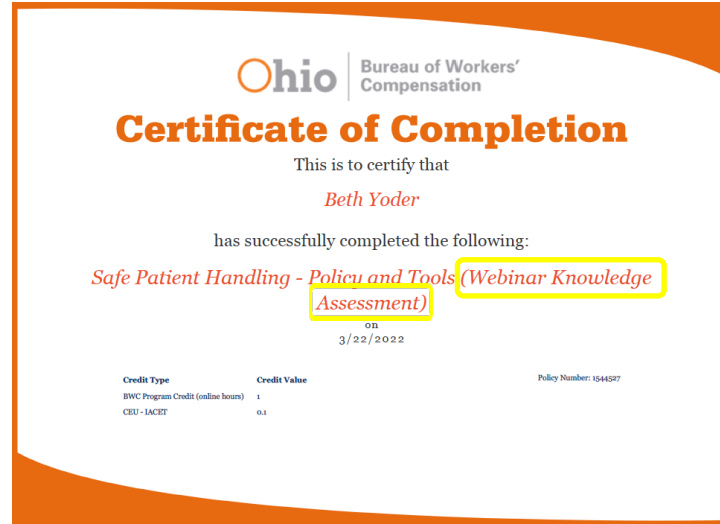 Ohio
Bureau of Workers'
Compensation
Certificate of Completion
This is to certify that
Beth Yoder
has successfully completed the following:
Safe Patient Handling - Policy and Tools (Webinar Knowledge
Assessment)
on
3/22/2022
Credit Type Credit Value Policy Number: 1544527
BWC Program Credit (online hours) 1
CEU - IACET 0.1